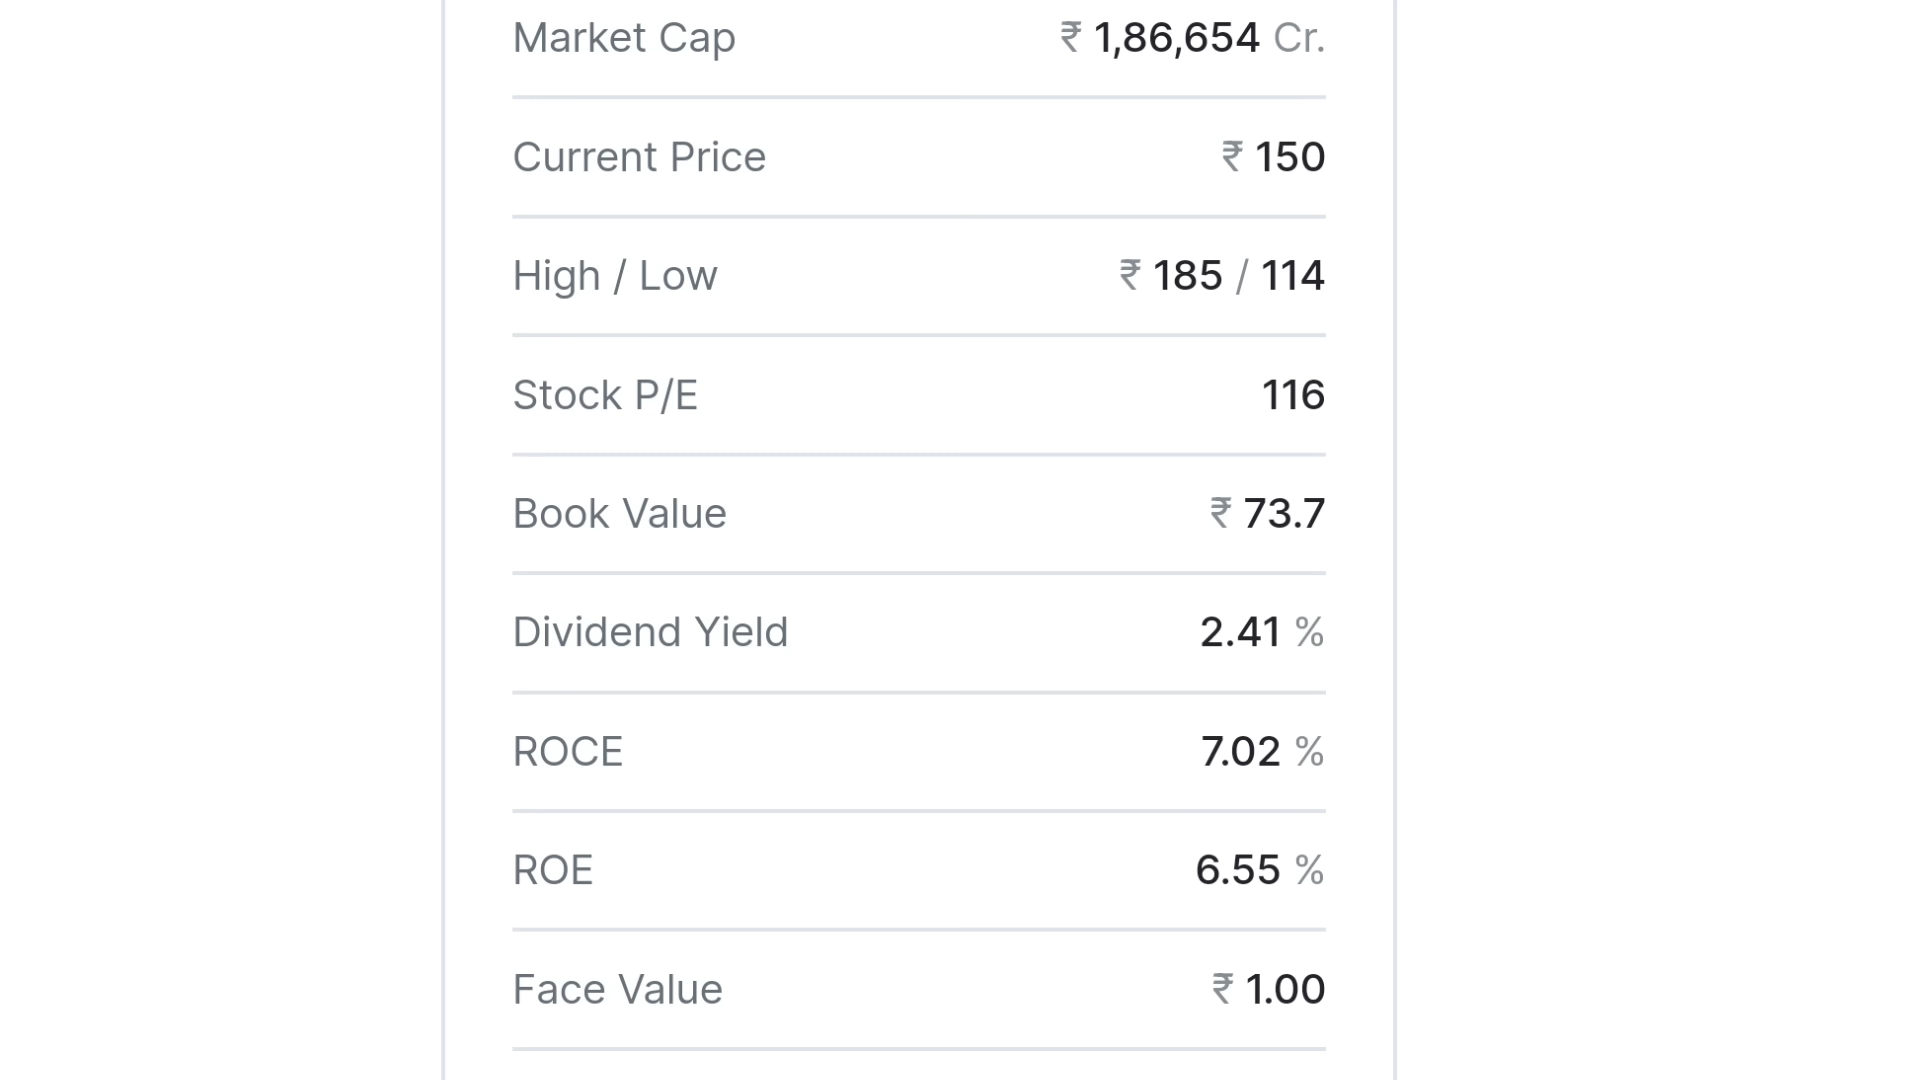 Market Cap ₹ 1,86,654 Cr.
Current Price ₹ 150
High / Low ₹ 185 / 114
Stock P/E 116
Book Value ₹ 73.7
Dividend Yield 2.41 %
ROCE 7.02 %
ROE 6.55 %
Face Value ₹ 1.00